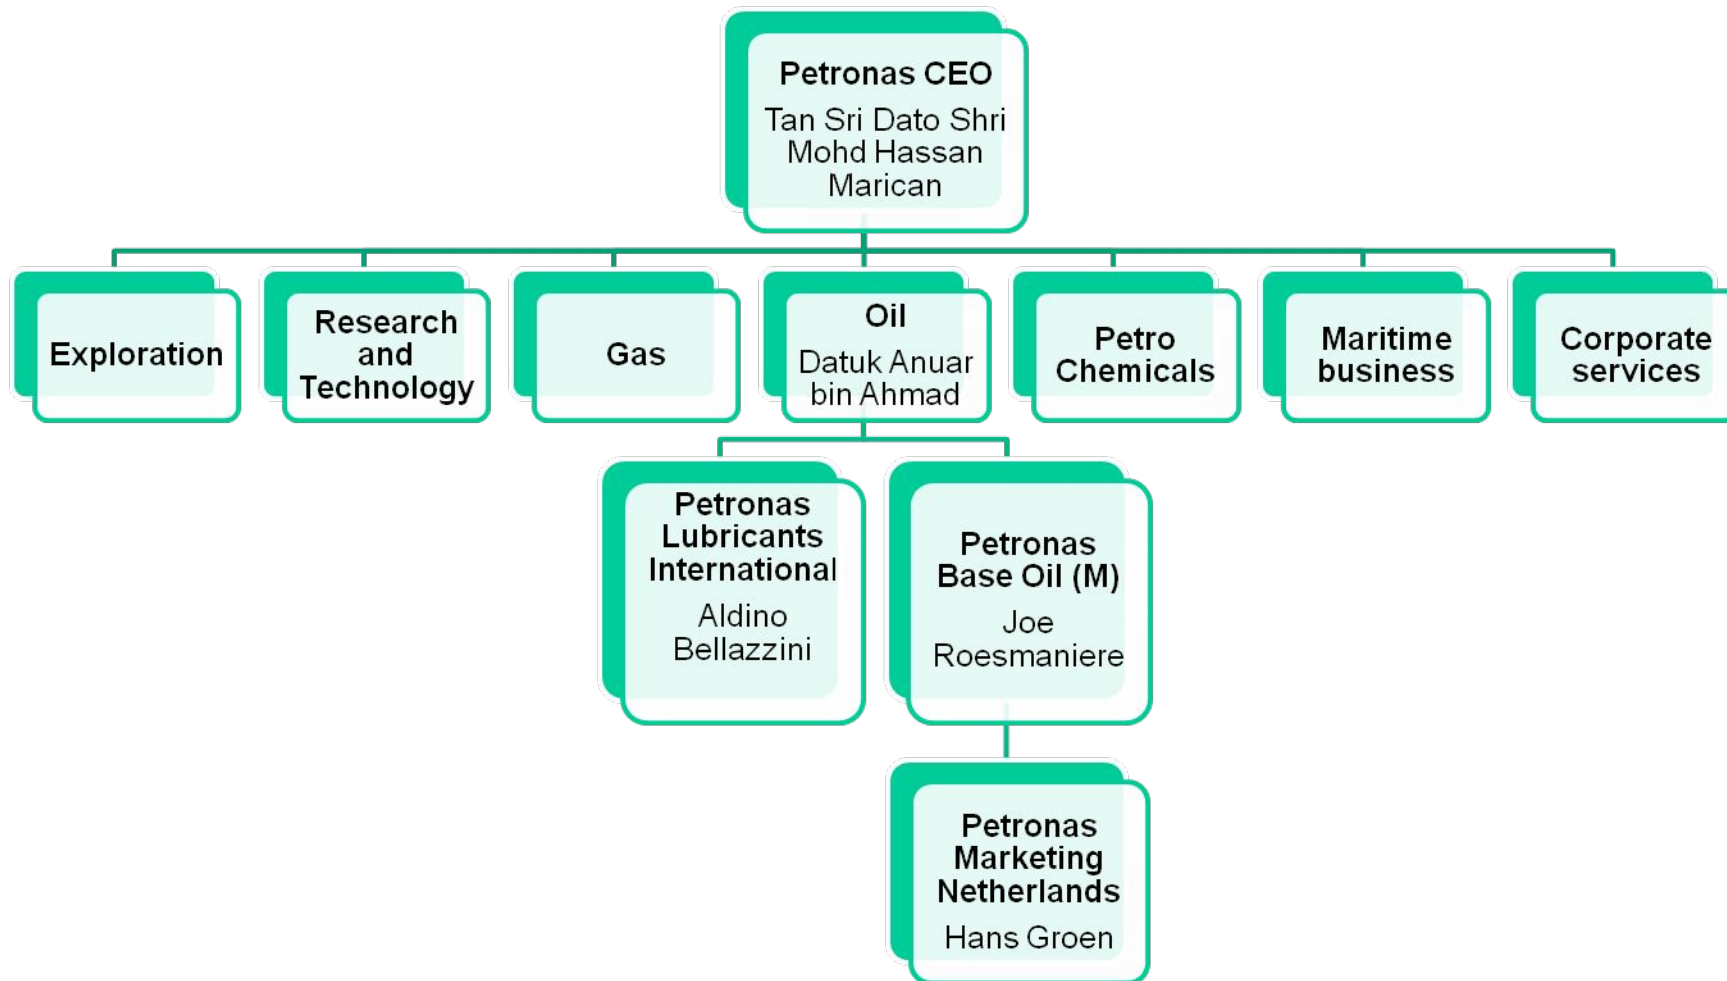 Petronas CEO
Tan Sri Dato Shri
Mohd Hassan
Marican
Exploration
Research
and
Technology
Gas
Oil
Datuk Anuar
bin Ahmad
Petro
Chemicals
Maritime
business
Corporate
services
Petronas
Lubricants
International
Aldino
Bellazzini
Petronas
Base Oil (M)
Joe
Roesmaniere
Petronas
Marketing
Netherlands
Hans Groen